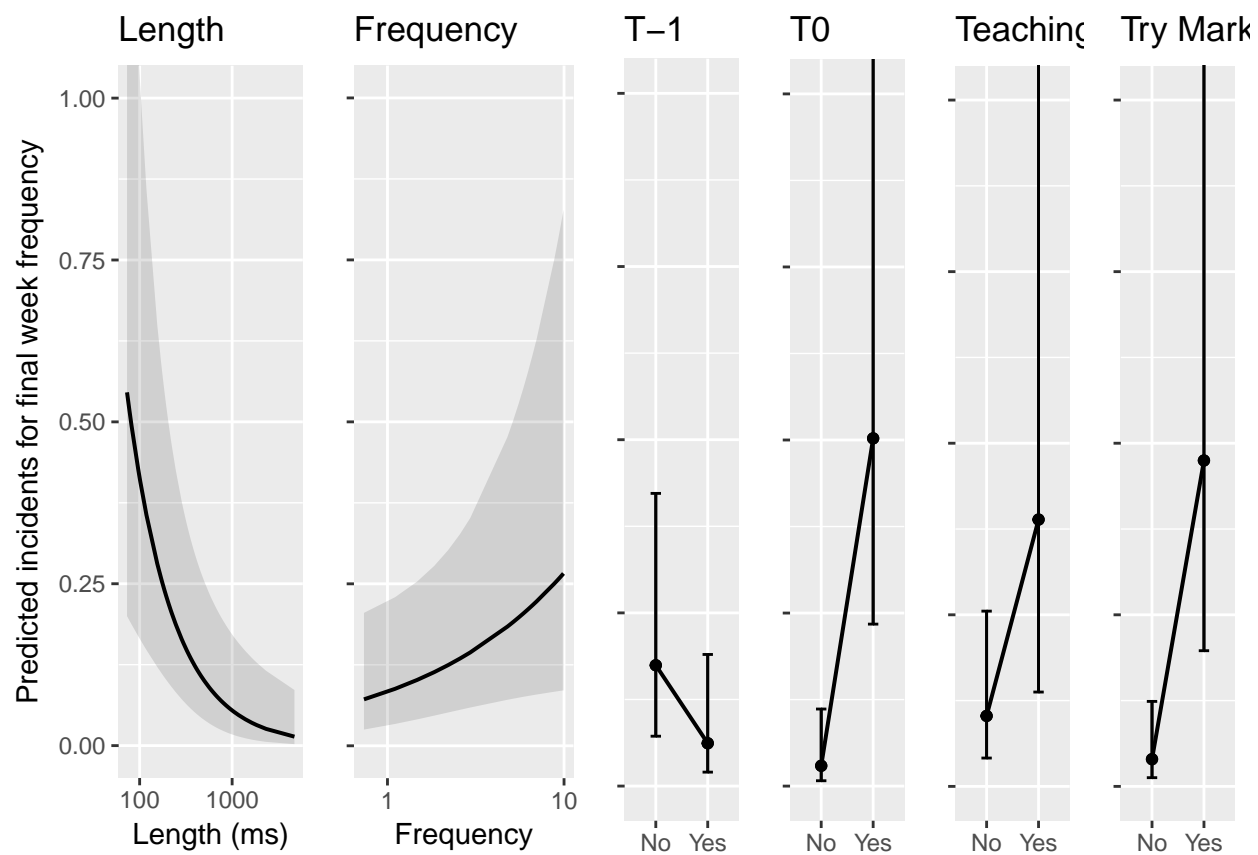 Length Frequency T−1 T0 Teaching Try Mark
Predicted incidents for final week frequency
1.00
0.75
0.50
0.25
0.00
100 1000 1 10
No Yes No Yes No Yes No Yes
Length (ms) Frequency